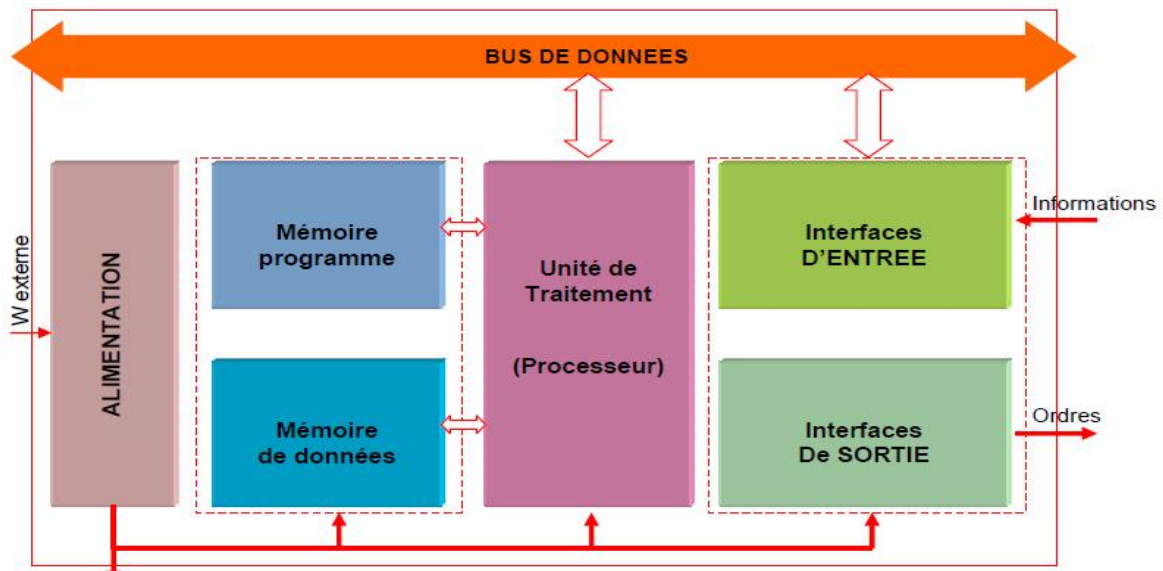 BUS DE DONNEES
W externe
ALIMENTATION
Mémoire
programme
Mémoire
de données
Unité de
Traitement
(Processeur)
Interfaces
D'ENTREE
Interfaces
De SORTIE
Informations
Ordres